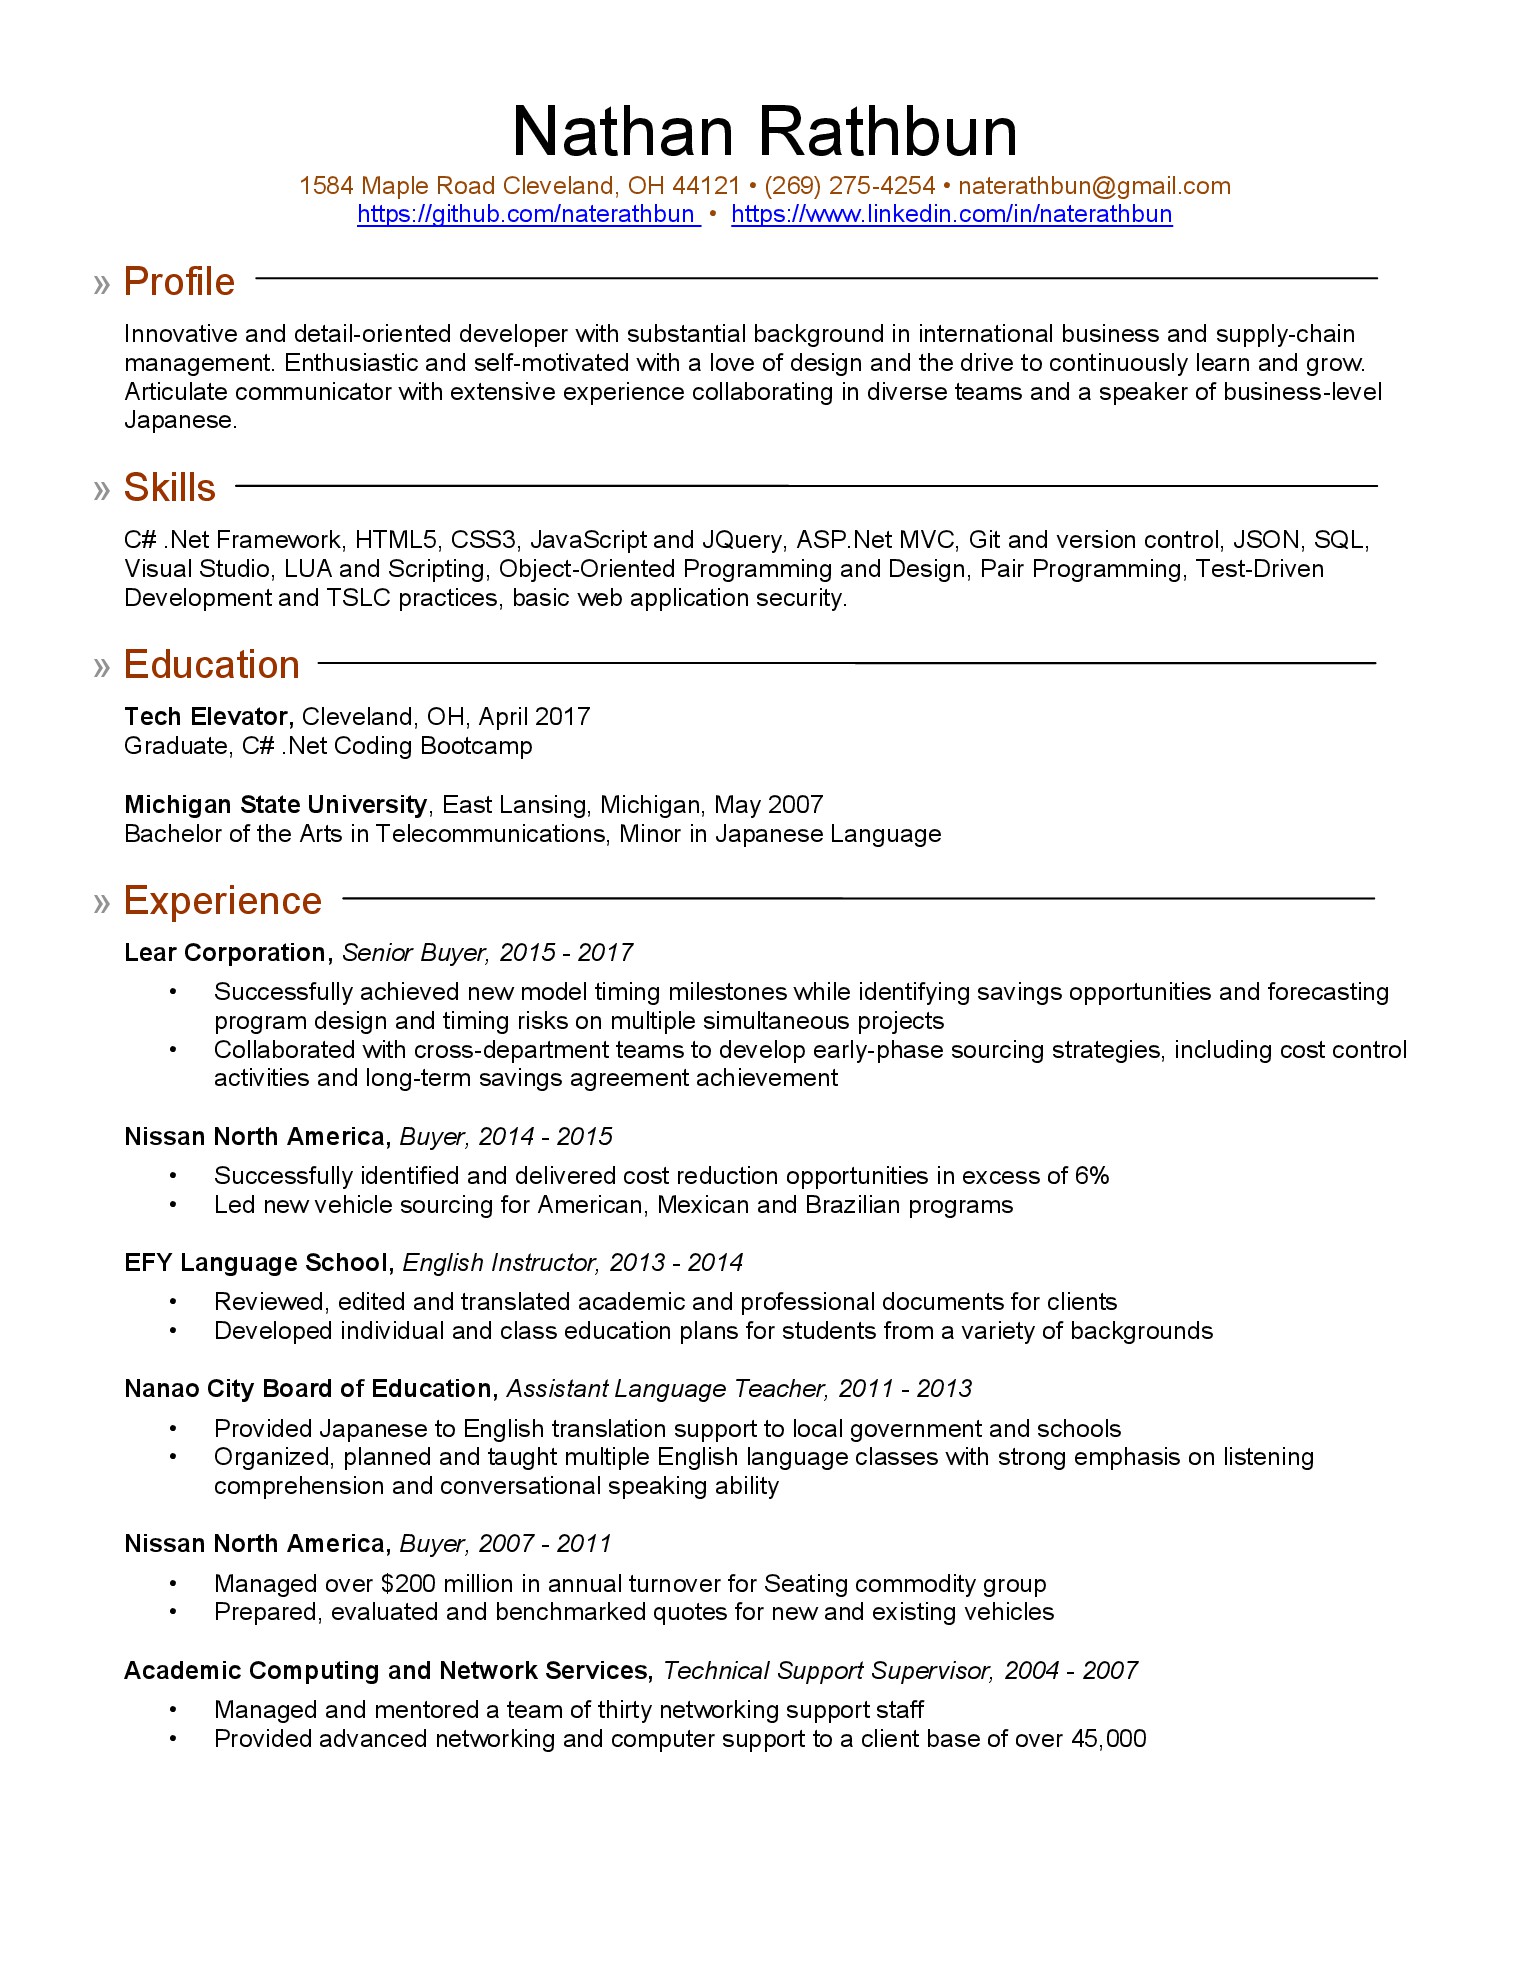 Nathan Rathbun
1584 Maple Road Cleveland, OH 44121 • (269) 275-4254 • naterathbun@gmail.com
https://github.com/naterathbun • https://www.linkedin.com/in/naterathbun
» Profile
Innovative and detail-oriented developer with substantial background in international business and supply-chain
management. Enthusiastic and self-motivated with a love of design and the drive to continuously learn and grow.
Articulate communicator with extensive experience collaborating in diverse teams and a speaker of business-level
Japanese.
» Skills
C# .Net Framework, HTML5, CSS3, JavaScript and JQuery, ASP.Net MVC, Git and version control, JSON, SQL,
Visual Studio, LUA and Scripting, Object-Oriented Programming and Design, Pair Programming, Test-Driven
Development and TSLC practices, basic web application security.
» Education
Tech Elevator, Cleveland, OH, April 2017
Graduate, C# .Net Coding Bootcamp
Michigan State University, East Lansing, Michigan, May 2007
Bachelor of the Arts in Telecommunications, Minor in Japanese Language
» Experience
Lear Corporation, Senior Buyer, 2015 - 2017
• Successfully achieved new model timing milestones while identifying savings opportunities and forecasting
program design and timing risks on multiple simultaneous projects
• Collaborated with cross-department teams to develop early-phase sourcing strategies, including cost control
activities and long-term savings agreement achievement
Nissan North America, Buyer, 2014 - 2015
• Successfully identified and delivered cost reduction opportunities in excess of 6%
• Led new vehicle sourcing for American, Mexican and Brazilian programs
EFY Language School, English Instructor, 2013 - 2014
• Reviewed, edited and translated academic and professional documents for clients
• Developed individual and class education plans for students from a variety of backgrounds
Nanao City Board of Education, Assistant Language Teacher, 2011 - 2013
• Provided Japanese to English translation support to local government and schools
• Organized, planned and taught multiple English language classes with strong emphasis on listening
comprehension and conversational speaking ability
Nissan North America, Buyer, 2007 - 2011
• Managed over $200 million in annual turnover for Seating commodity group
• Prepared, evaluated and benchmarked quotes for new and existing vehicles
Academic Computing and Network Services, Technical Support Supervisor, 2004 - 2007
• Managed and mentored a team of thirty networking support staff
• Provided advanced networking and computer support to a client base of over 45,000